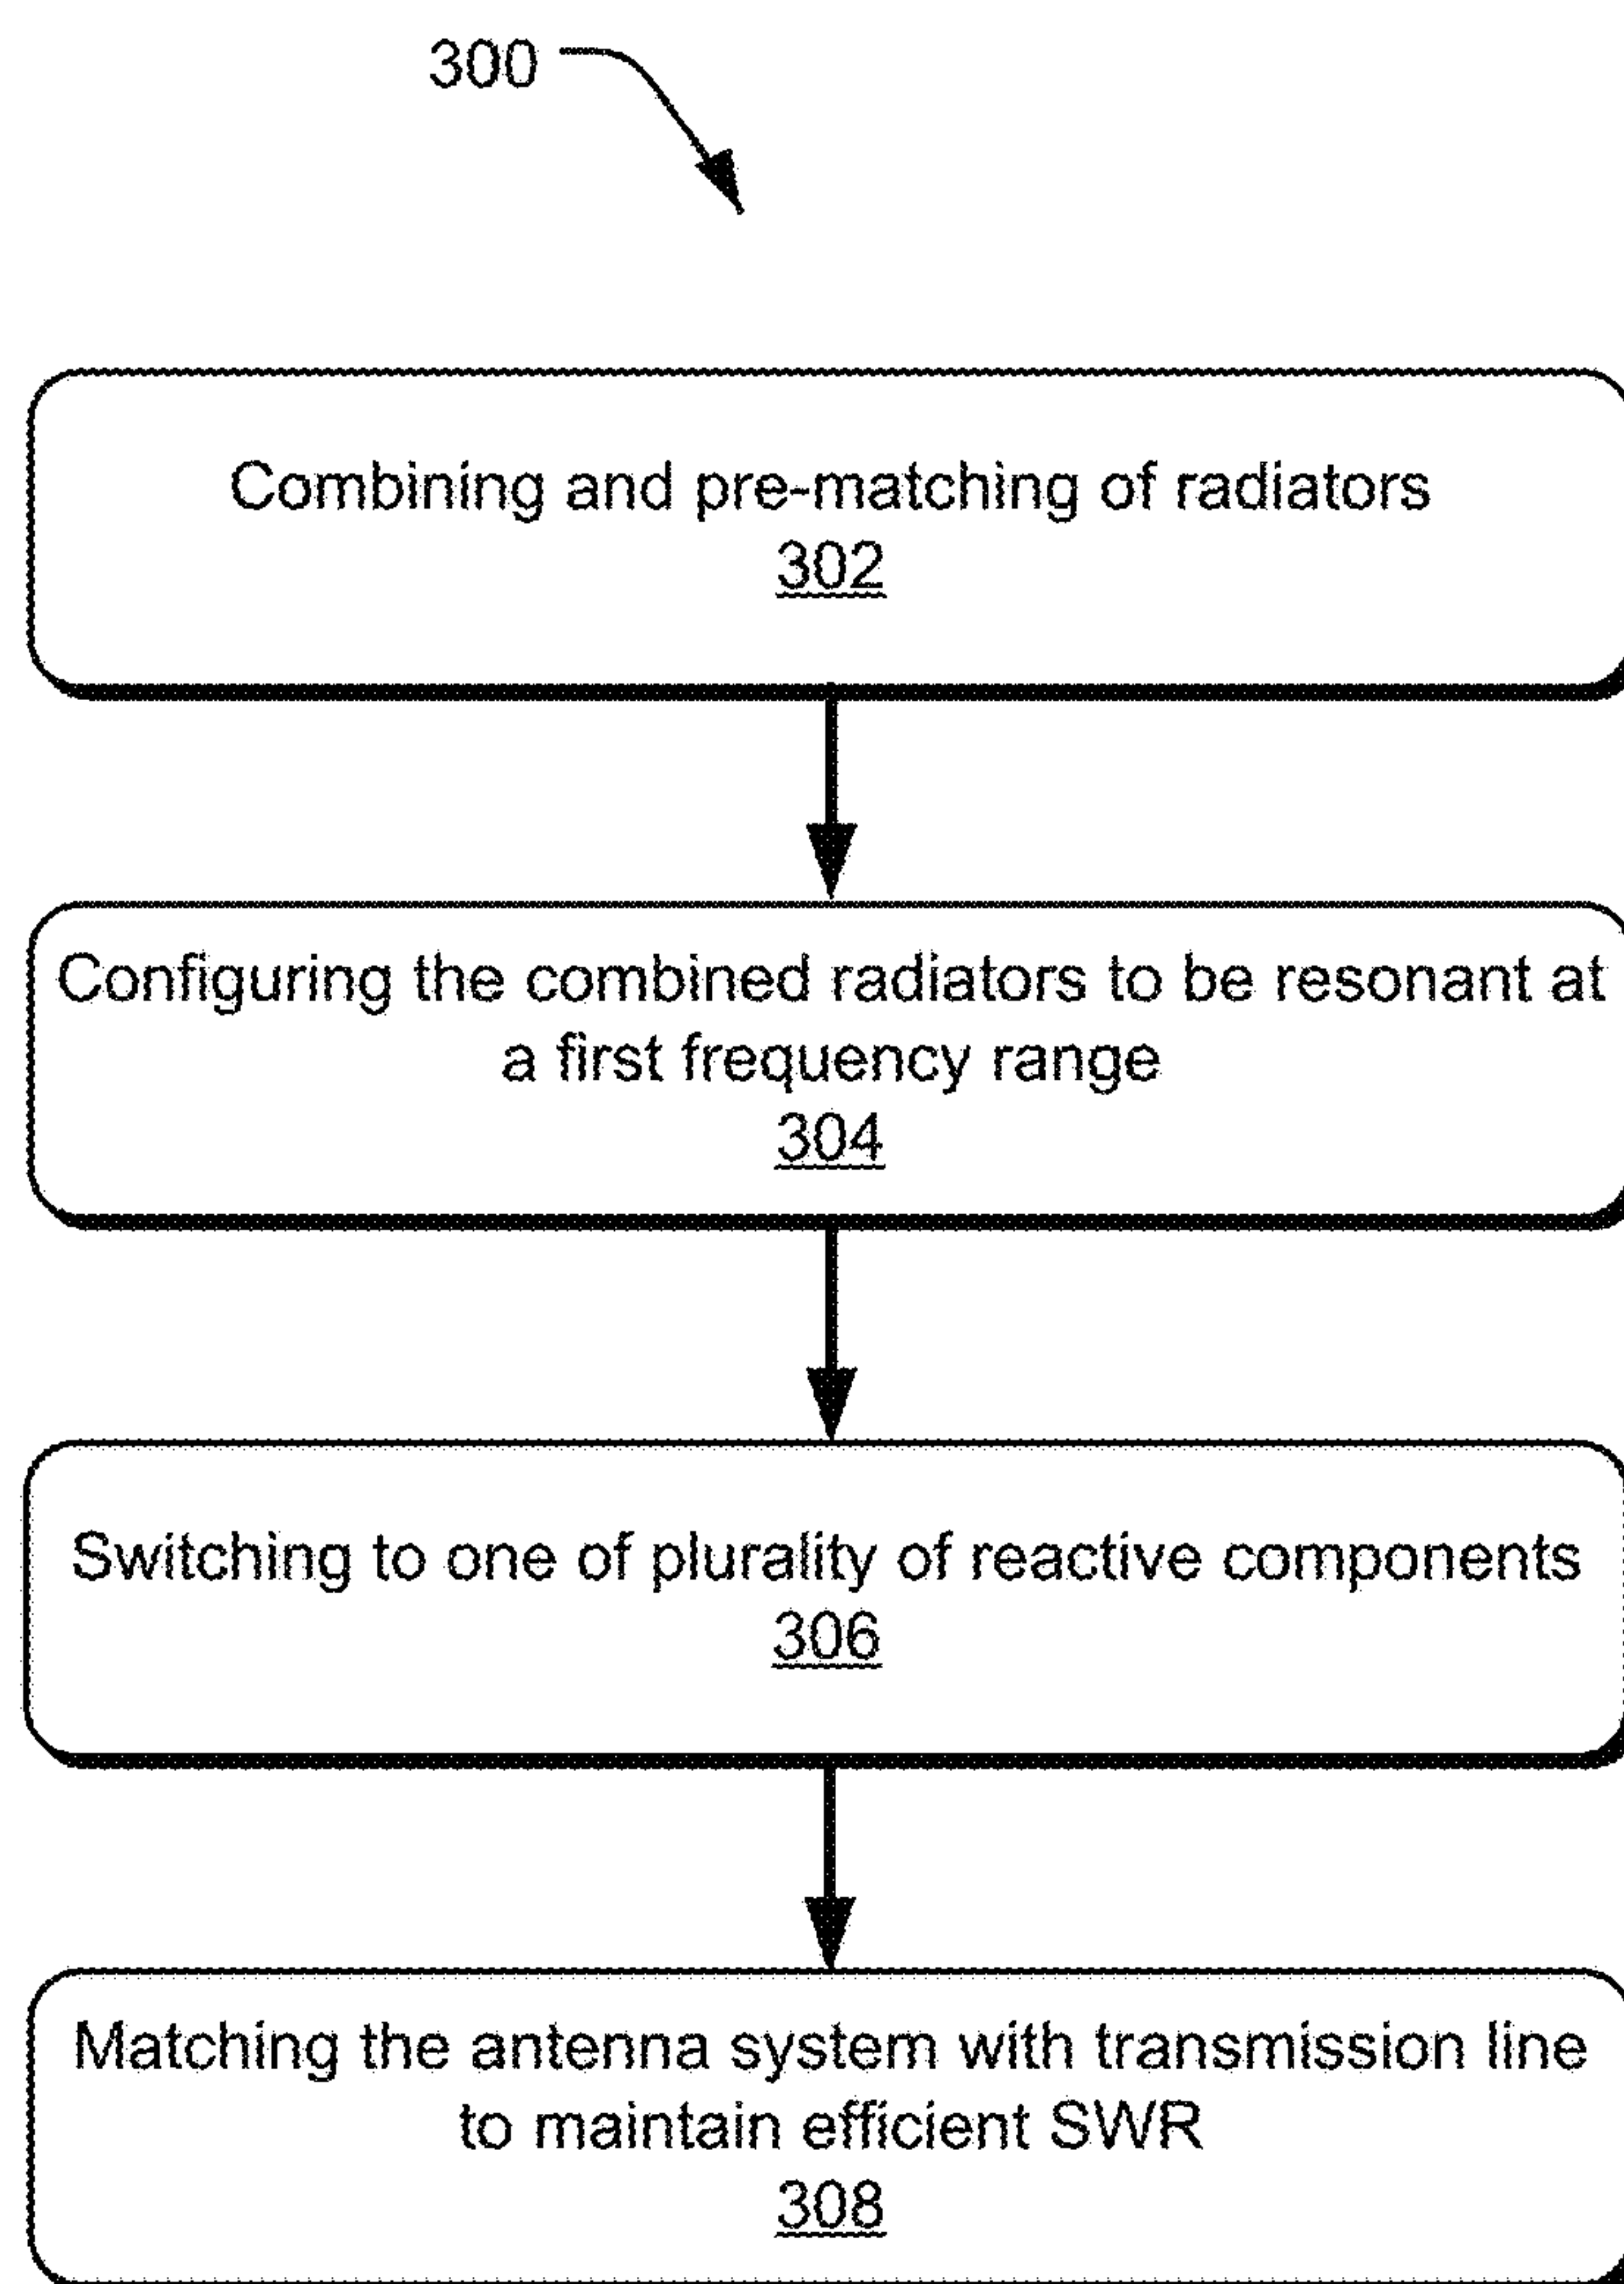 300
Combining and pre-matching of radiators
302
Configuring the combined radiators to be resonant at
a first frequency range
304
Switching to one of plurality of reactive components
306
Matching the antenna system with transmission line
to maintain efficient SWR
308